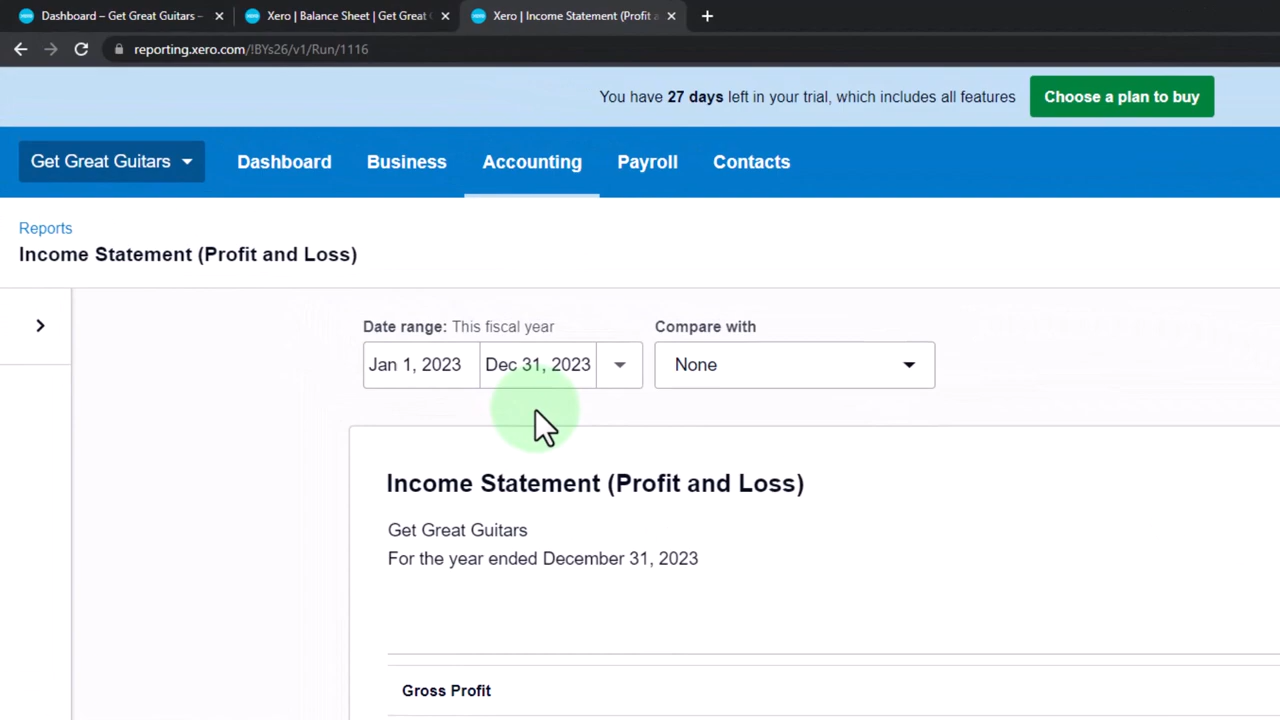 Dashboard – Get Great Guitars –
Xero | Balance Sheet | Get Great
Xero | Income Statement (Profit a
reporting.xero.com/!BYs26/v1/Run/1116
You have 27 days left in your trial, which includes all features
Choose a plan to buy
Get Great Guitars
Dashboard
Business
Accounting
Payroll
Contacts
Reports
Income Statement (Profit and Loss)
Date range: This fiscal year
Compare with
Jan 1, 2023
Dec 31, 2023
None
Income Statement (Profit and Loss)
Get Great Guitars
For the year ended December 31, 2023
Gross Profit